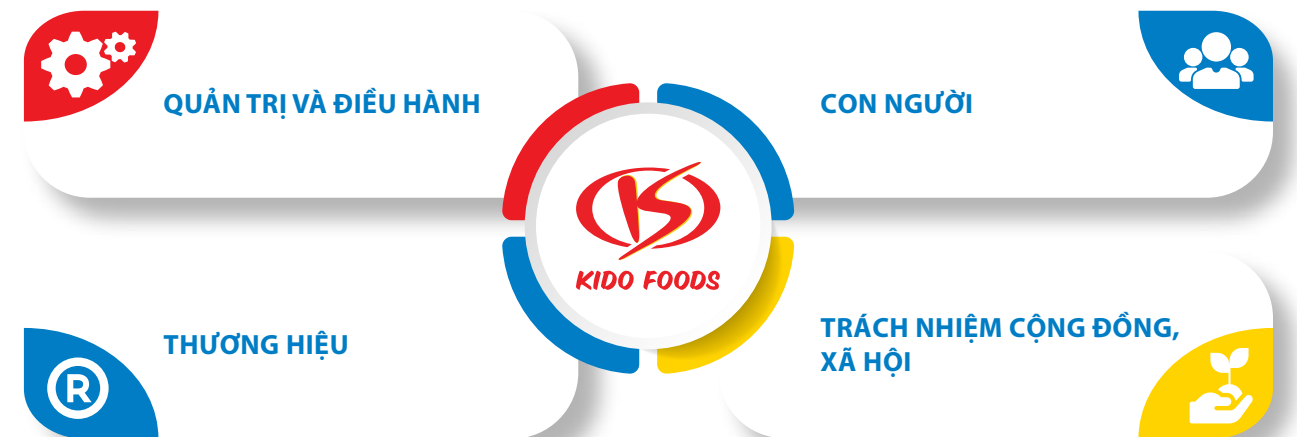 QUẢN TRỊ VÀ ĐIỀU HÀNH
CON NGƯỜI
KIDO FOODS
THƯƠNG HIỆU
TRÁCH NHIỆM CỘNG ĐỒNG,
XÃ HỘI
R